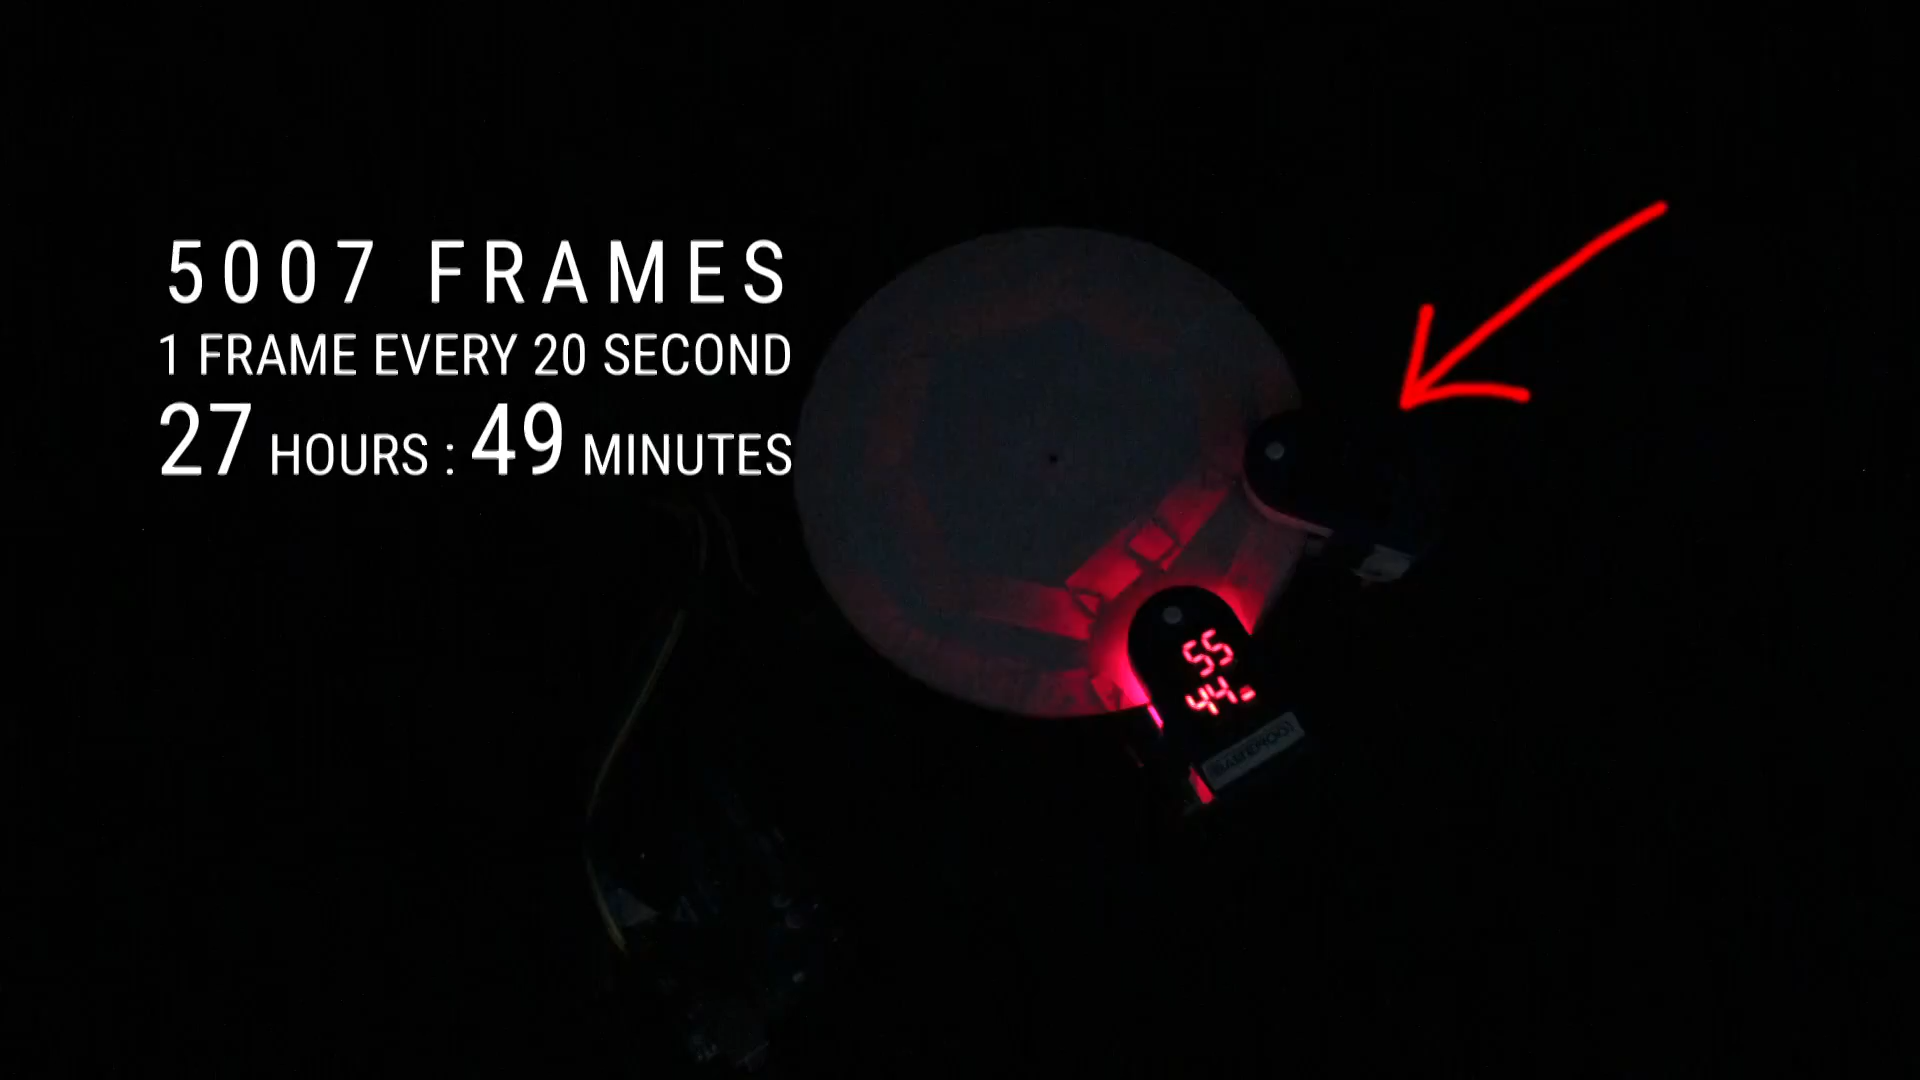 5007 FRAMES
1 FRAME EVERY 20 SECOND
27 HOURS : 49 MINUTES
55
44